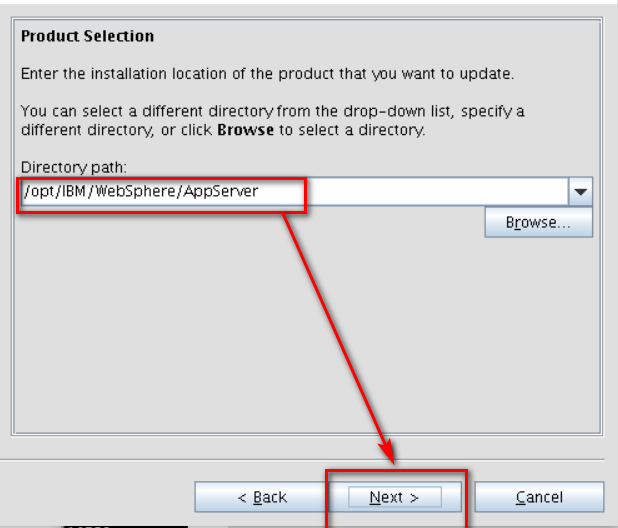 Product Selection
Enter the installation location of the product that you want to update.
You can select a different directory from the drop-down list, specify a
different directory, or click Browse to select a directory.
Directory path:
/opt/IBM/WebSphere/AppServer
Browse...
< Back
Next >
Cancel